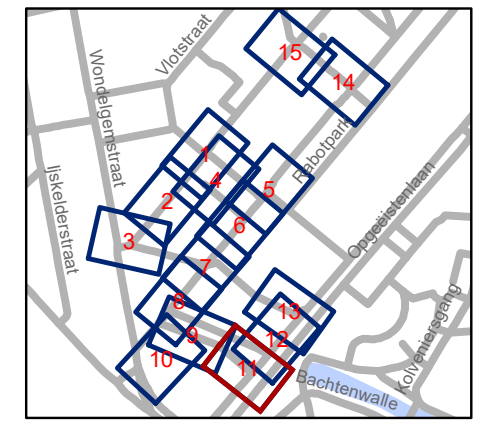 Vlotstraat
15
14
Wondelgemstraat
Rabotpark
1
4
5
2
Ijskelderstraat
6
3
Opgeëistenlaan
7
8
13
9
12
10
11
Kolveniersgang
Bachtenwalle